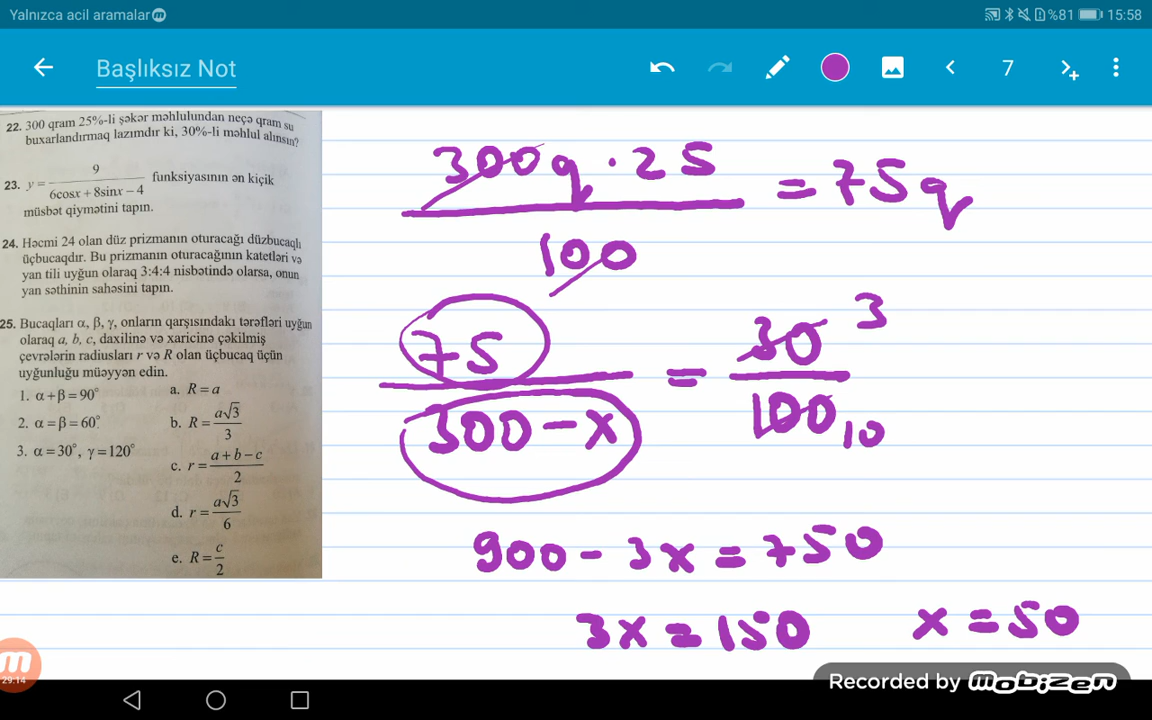 Yalnızca acil aramalar
%81 15:58
Başlıksız Not
7
22. 300 qram 25%-li şəkər məhlulundan neçə qram su
buxarlandırmaq lazımdır ki, 30%-li məhlul alınsın?
23. y = 9 / (6cosx + 8sinx – 4) funksiyasının ən kiçik
müsbət qiymətini tapın.
24. Həcmi 24 olan düz prizmanın oturacağı düzbucaqlı
üçbucaqdır. Bu prizmanın oturacağının katetləri və
yan tili uyğun olaraq 3:4:4 nisbətində olarsa, onun
yan səthinin sahəsini tapın.
25. Bucaqları α, β, γ, onların qarşısındakı tərəfləri uyğun
olaraq a, b, c, daxilinə və xaricinə çəkilmiş
çevrələrin radiusları r və R olan üçbucaq üçün
uyğunluğu müəyyən edin.
1. α+β=90°
2. α=β=60°
3. α=30°, γ=120°
a. R=a
b. R=a√3/3
c. r=(a+b−c)/2
d. r=a√3/6
e. R=c/2
300q · 25 / 100 = 75q
75 / (300 − x) = 30 / 100 3 10
900 − 3x = 750
3x = 150 x = 50
29:14
Recorded by mobizen